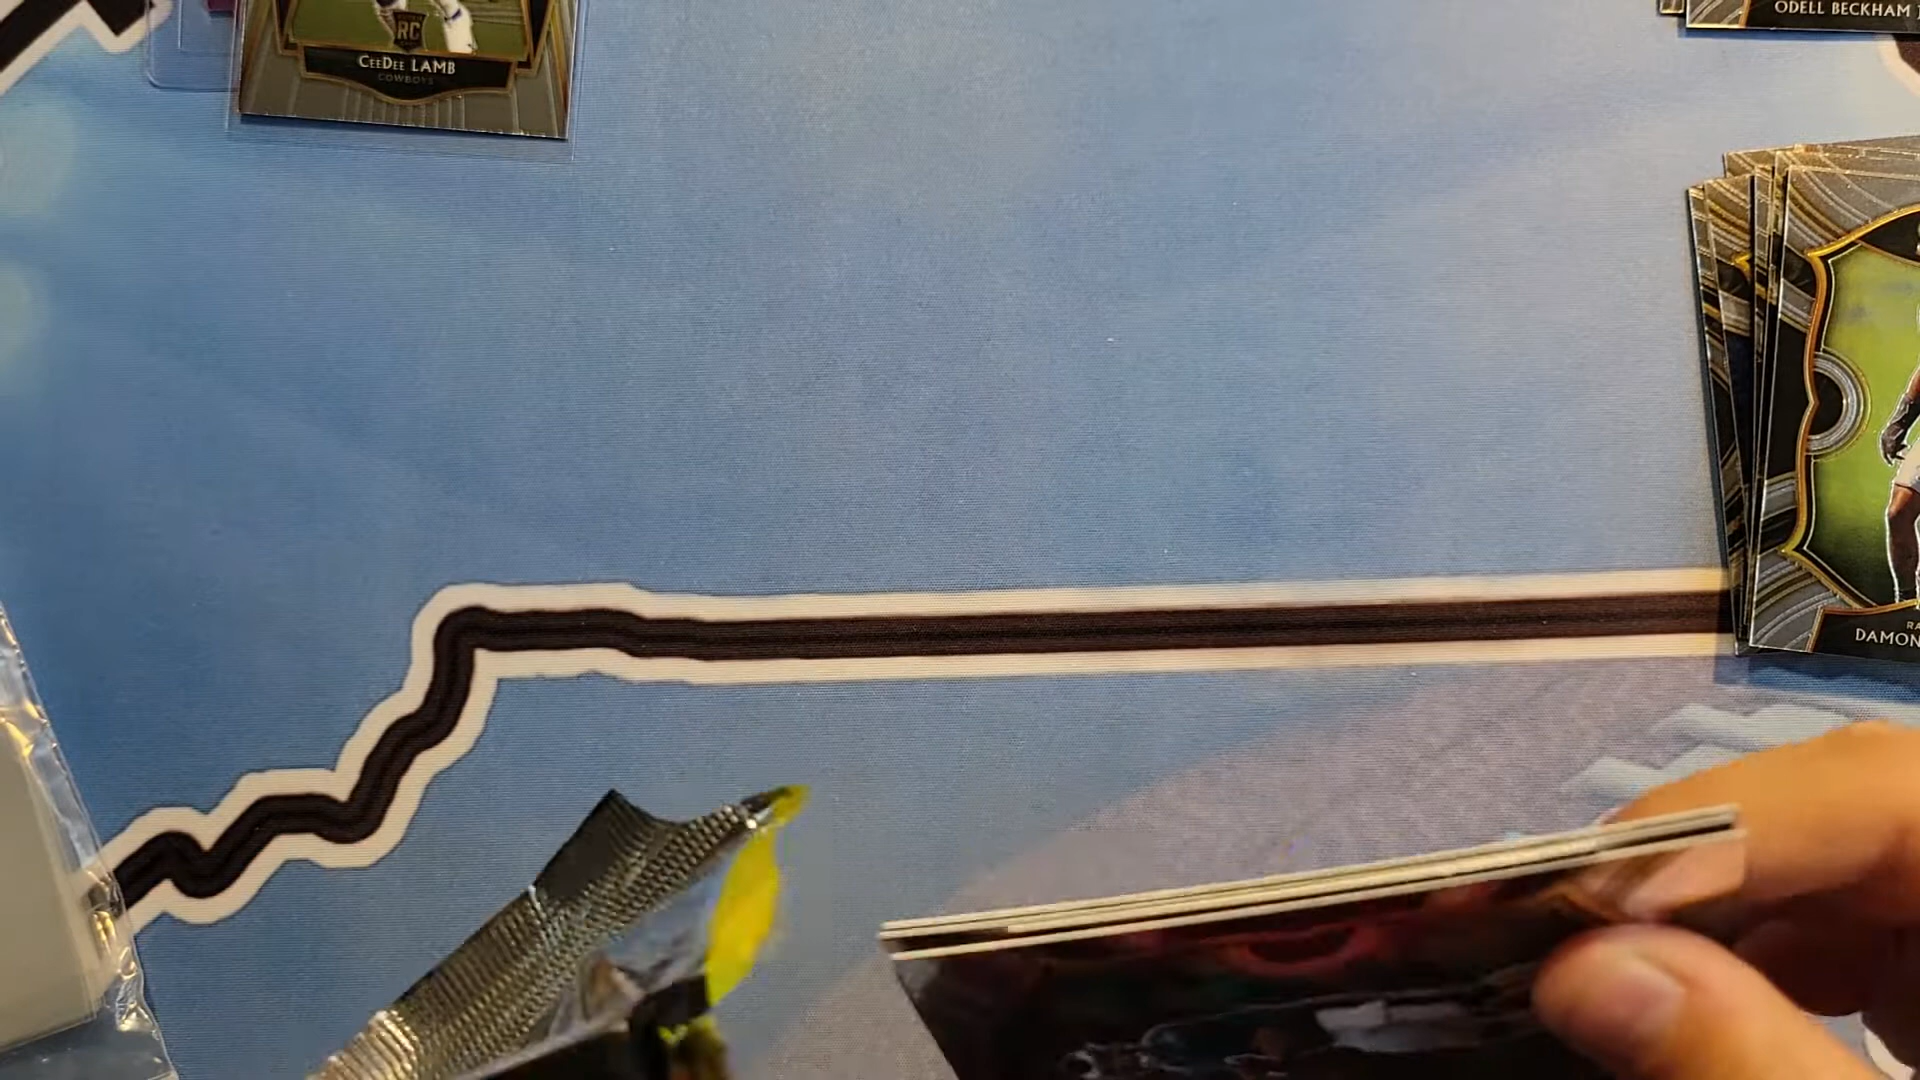 RC
CEEDEE LAMB
COWBOYS
ODELL BECKHAM
DAMON